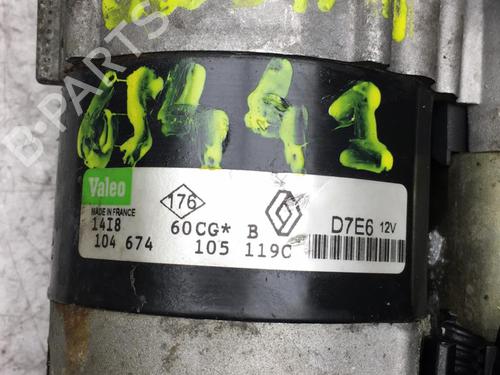 6441
Valeo
MADE IN FRANCE
176
D7E6 12V
14I8 60CG* B
104 674 105 119C
B-PARTS